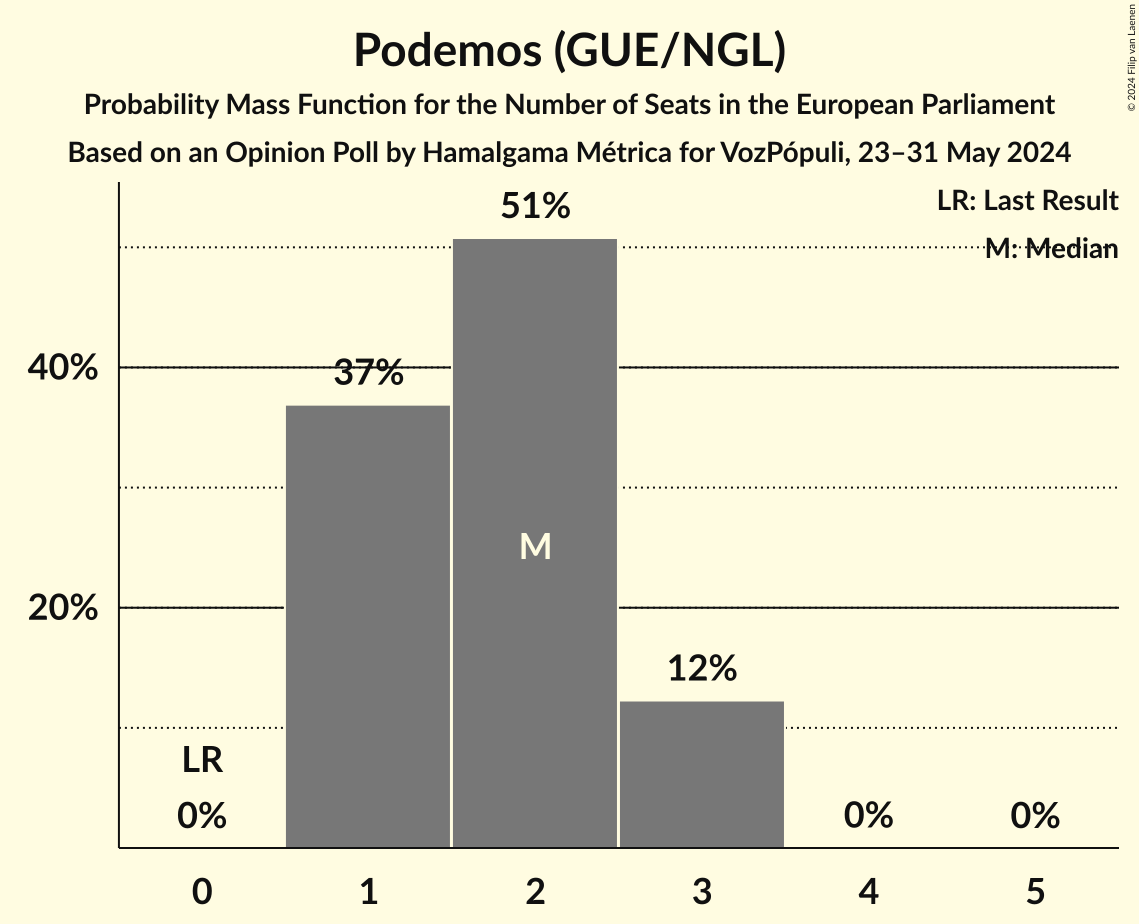 Podemos (GUE/NGL)
Probability Mass Function for the Number of Seats in the European Parliament
Based on an Opinion Poll by Hamalgama Métrica for VozPópuli, 23–31 May 2024
© 2024 Filip van Laenen
LR: Last Result
M: Median
51%
40%
37%
M
20%
12%
LR
0%
0%
0%
0 1 2 3 4 5